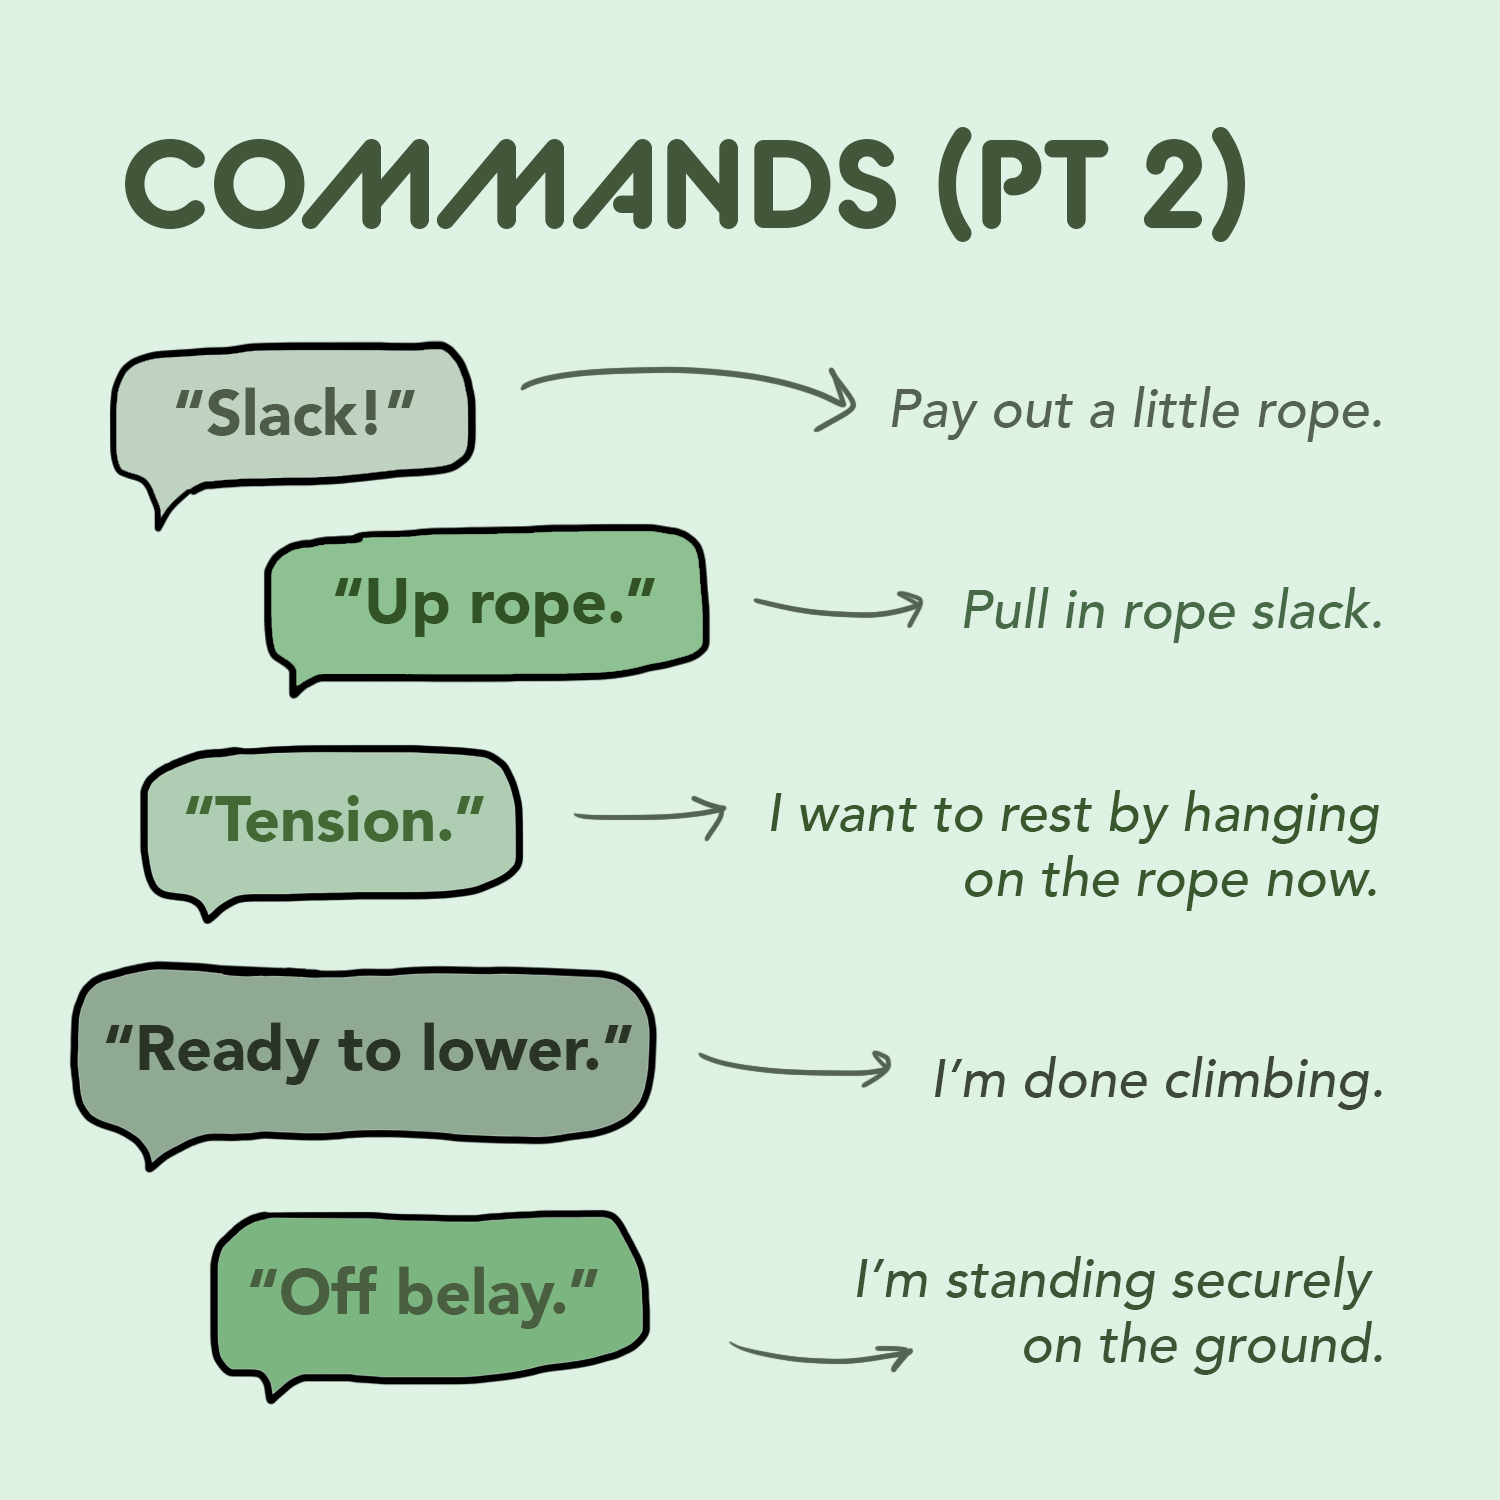 COMMANDS (PT 2)
“Slack!”
Pay out a little rope.
“Up rope.”
Pull in rope slack.
“Tension.”
I want to rest by hanging
on the rope now.
“Ready to lower.”
I’m done climbing.
“Off belay.”
I’m standing securely
on the ground.